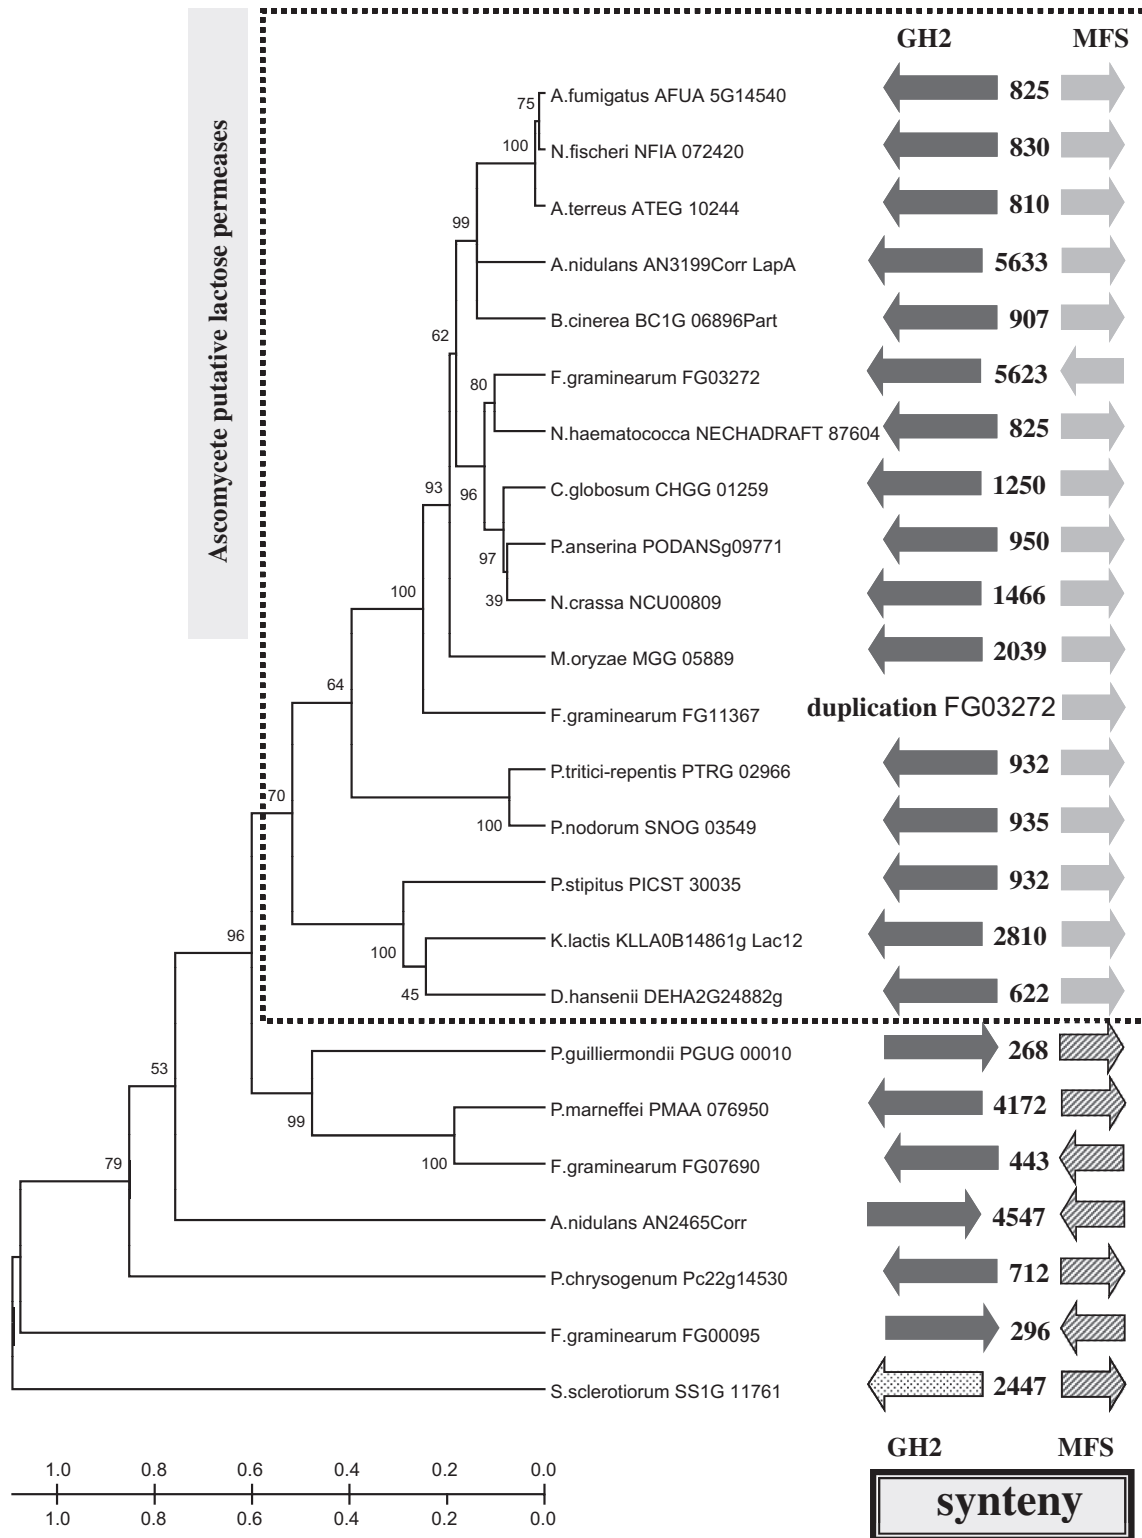 GH2 MFS
Ascomycete putative lactose permeases
75 A.fumigatus AFUA 5G14540 825
100 N.fischeri NFIA 072420 830
A.terreus ATEG 10244 810
99
A.nidulans AN3199Corr LapA 5633
B.cinerea BC1G 06896Part 907
62
80 F.graminearum FG03272 5623
N.haematococca NECHADRAFT 87604 825
93 96 C.globosum CHGG 01259 1250
97 P.anserina PODANSg09771 950
100 39 N.crassa NCU00809 1466
M.oryzae MGG 05889 2039
64
F.graminearum FG11367 duplication FG03272
P.tritici-repentis PTRG 02966 932
70
100 P.nodorum SNOG 03549 935
P.stipitus PICST 30035 932
96 100 K.lactis KLLA0B14861g Lac12 2810
45 D.hansenii DEHA2G24882g 622
P.guilliermondii PGUG 00010 268
53
99 P.marneffei PMAA 076950 4172
79 100 F.graminearum FG07690 443
A.nidulans AN2465Corr 4547
P.chrysogenum Pc22g14530 712
F.graminearum FG00095 296
S.sclerotiorum SS1G 11761 2447
GH2 MFS
1.0 0.8 0.6 0.4 0.2 0.0
1.0 0.8 0.6 0.4 0.2 0.0
synteny